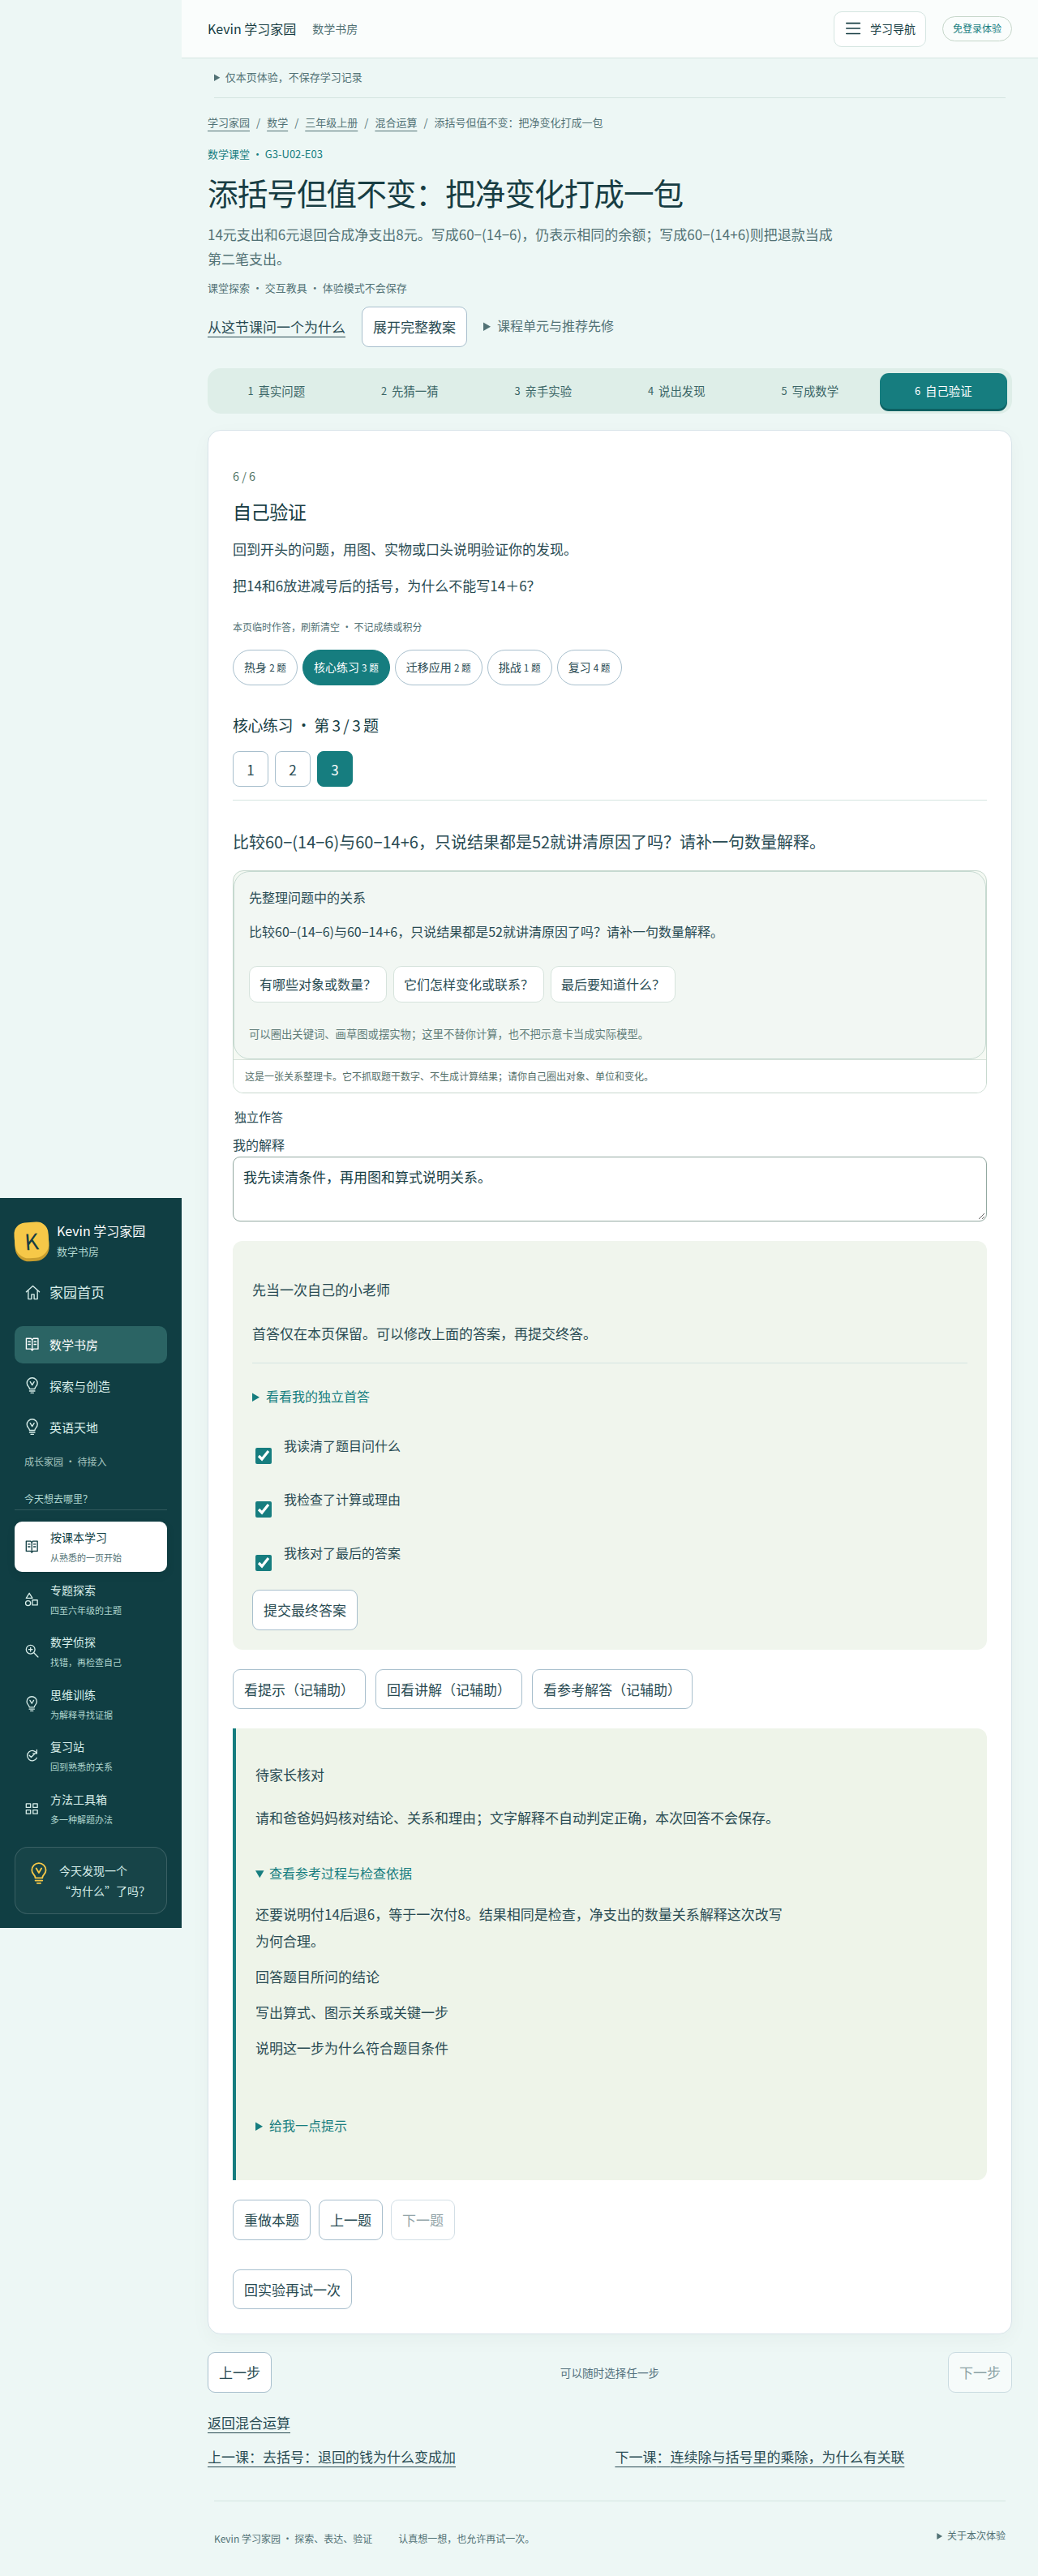 Kevin 学习家园
数学书房
学习导航
免登录体验
仅本页体验，不保存学习记录
学习家园 / 数学 / 三年级上册 / 混合运算 / 添括号但值不变：把净变化打成一包
数学课堂 · G3-U02-E03
添括号但值不变：把净变化打成一包
14元支出和6元退回合成净支出8元。写成60−(14−6)，仍表示相同的余额；写成60−(14+6)则把退款当成
第二笔支出。
课堂探索 · 交互教具 · 体验模式不会保存
从这节课问一个为什么
展开完整教案
课程单元与推荐先修
1 真实问题
2 先猜一猜
3 亲手实验
4 说出发现
5 写成数学
6 自己验证
6 / 6
自己验证
回到开头的问题，用图、实物或口头说明验证你的发现。
把14和6放进减号后的括号，为什么不能写14＋6？
本页临时作答，刷新清空 · 不记成绩或积分
热身 2 题
核心练习 3 题
迁移应用 2 题
挑战 1 题
复习 4 题
核心练习 · 第 3 / 3 题
1
2
3
比较60−(14−6)与60−14+6，只说结果都是52就讲清原因了吗？请补一句数量解释。
先整理问题中的关系
比较60−(14−6)与60−14+6，只说结果都是52就讲清原因了吗？请补一句数量解释。
有哪些对象或数量？
它们怎样变化或联系？
最后要知道什么？
可以圈出关键词、画草图或摆实物；这里不替你计算，也不把示意卡当成实际模型。
这是一张关系整理卡。它不抓取题干数字、不生成计算结果；请你自己圈出对象、单位和变化。
独立作答
我的解释
我先读清条件，再用图和算式说明关系。
先当一次自己的小老师
首答仅在本页保留。可以修改上面的答案，再提交终答。
看看我的独立首答
我读清了题目问什么
我检查了计算或理由
我核对了最后的答案
提交最终答案
看提示（记辅助）
回看讲解（记辅助）
看参考解答（记辅助）
待家长核对
请和爸爸妈妈核对结论、关系和理由；文字解释不自动判定正确，本次回答不会保存。
查看参考过程与检查依据
还要说明付14后退6，等于一次付8。结果相同是检查，净支出的数量关系解释这次改写
为何合理。
回答题目所问的结论
写出算式、图示关系或关键一步
说明这一步为什么符合题目条件
给我一点提示
重做本题
上一题
下一题
回实验再试一次
上一步
可以随时选择任一步
下一步
返回混合运算
上一课：去括号：退回的钱为什么变成加
下一课：连续除与括号里的乘除，为什么有关联
Kevin 学习家园 · 探索、表达、验证
认真想一想，也允许再试一次。
关于本次体验
K
Kevin 学习家园
数学书房
家园首页
数学书房
探索与创造
英语天地
成长家园 · 待接入
今天想去哪里？
按课本学习
从熟悉的一页开始
专题探索
四至六年级的主题
数学侦探
找错，再检查自己
思维训练
为解释寻找证据
复习站
回到熟悉的关系
方法工具箱
多一种解题办法
今天发现一个
“为什么”了吗？